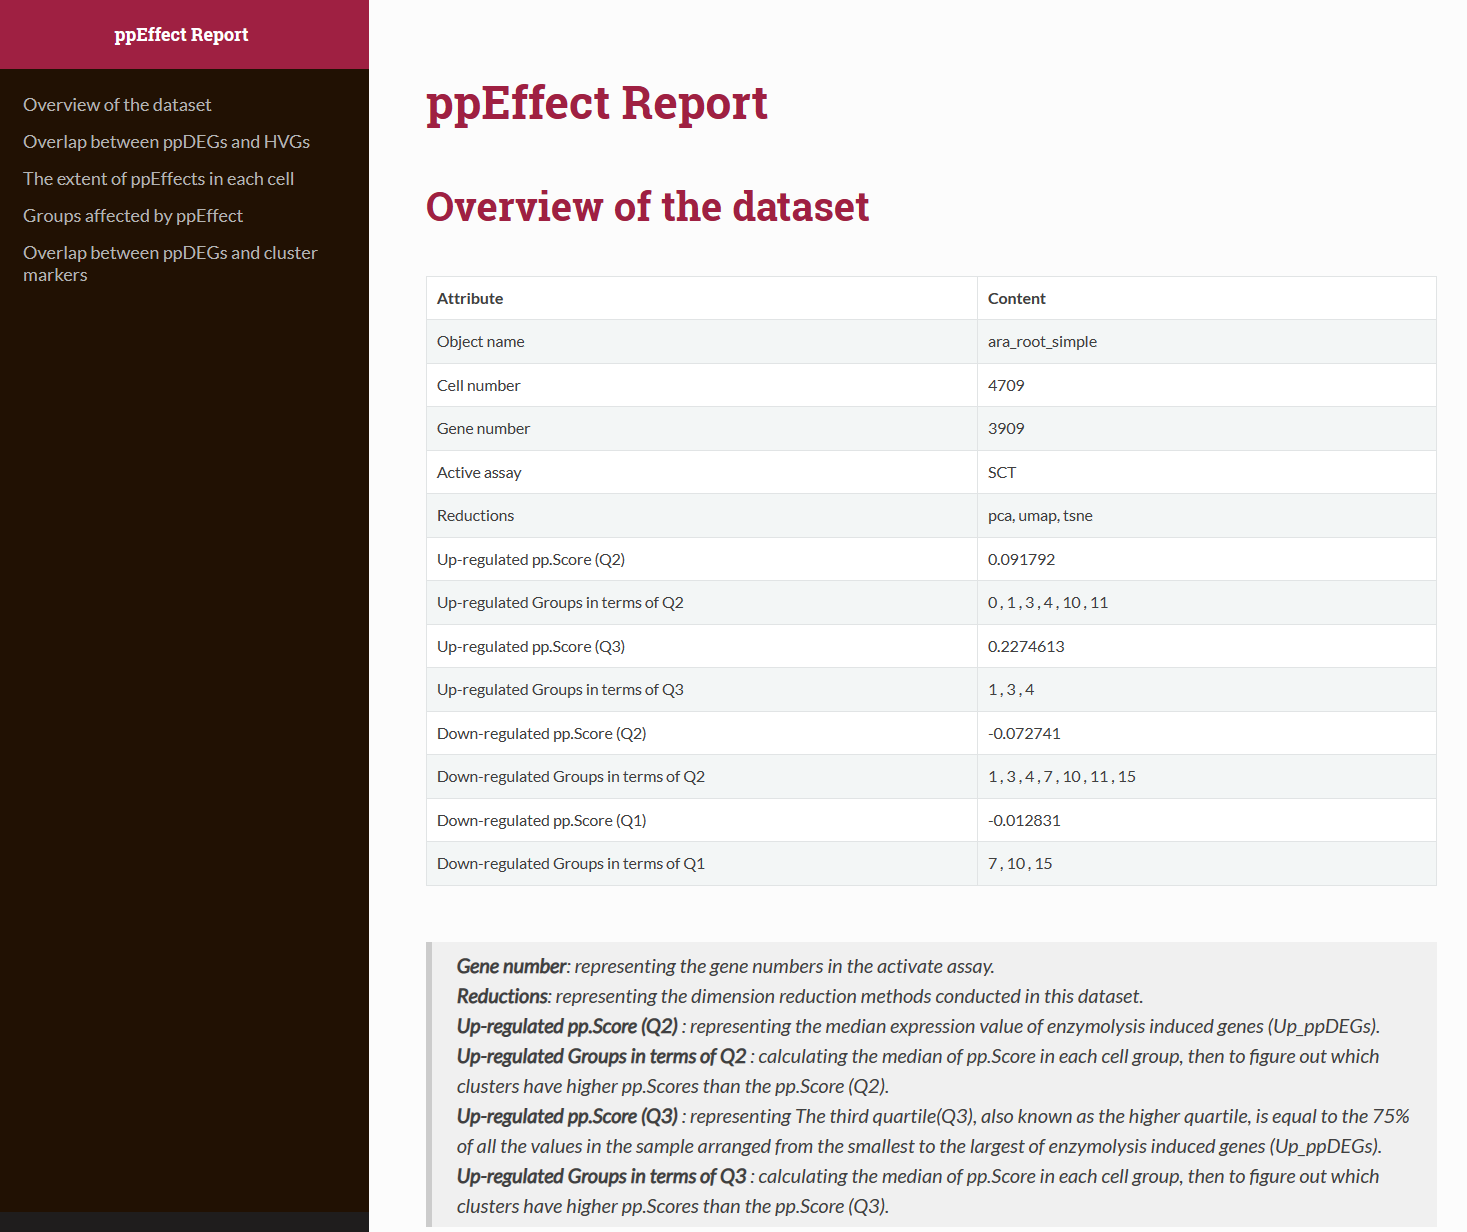 ppEffect Report
Overview of the dataset
Overlap between ppDEGs and HVGs
The extent of ppEffects in each cell
Groups affected by ppEffect
Overlap between ppDEGs and cluster
markers
ppEffect Report
Overview of the dataset
Attribute Content
Object name ara_root_simple
Cell number 4709
Gene number 3909
Active assay SCT
Reductions pca, umap, tsne
Up-regulated pp.Score (Q2) 0.091792
Up-regulated Groups in terms of Q2 0 , 1 , 3 , 4 , 10 , 11
Up-regulated pp.Score (Q3) 0.2274613
Up-regulated Groups in terms of Q3 1 , 3 , 4
Down-regulated pp.Score (Q2) -0.072741
Down-regulated Groups in terms of Q2 1 , 3 , 4 , 7 , 10 , 11 , 15
Down-regulated pp.Score (Q1) -0.012831
Down-regulated Groups in terms of Q1 7 , 10 , 15
Gene number: representing the gene numbers in the activate assay.
Reductions: representing the dimension reduction methods conducted in this dataset.
Up-regulated pp.Score (Q2) : representing the median expression value of enzymolysis induced genes (Up_ppDEGs).
Up-regulated Groups in terms of Q2 : calculating the median of pp.Score in each cell group, then to figure out which
clusters have higher pp.Scores than the pp.Score (Q2).
Up-regulated pp.Score (Q3) : representing The third quartile(Q3), also known as the higher quartile, is equal to the 75%
of all the values in the sample arranged from the smallest to the largest of enzymolysis induced genes (Up_ppDEGs).
Up-regulated Groups in terms of Q3 : calculating the median of pp.Score in each cell group, then to figure out which
clusters have higher pp.Scores than the pp.Score (Q3).